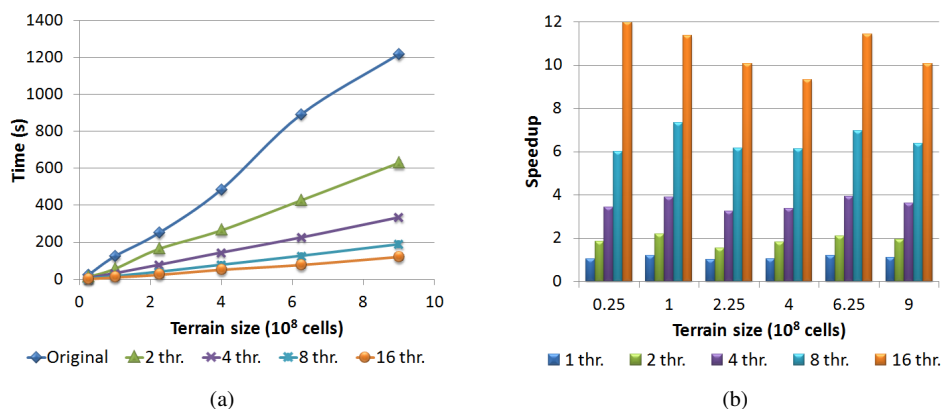 1400
1200
1000
800
600
400
200
0
Time (s)
0 2 4 6 8 10
Terrain size (10⁸ cells)
Original 2 thr. 4 thr. 8 thr. 16 thr.
(a)
12
10
8
6
4
2
0
Speedup
0.25 1 2.25 4 6.25 9
Terrain size (10⁸ cells)
1 thr. 2 thr. 4 thr. 8 thr. 16 thr.
(b)